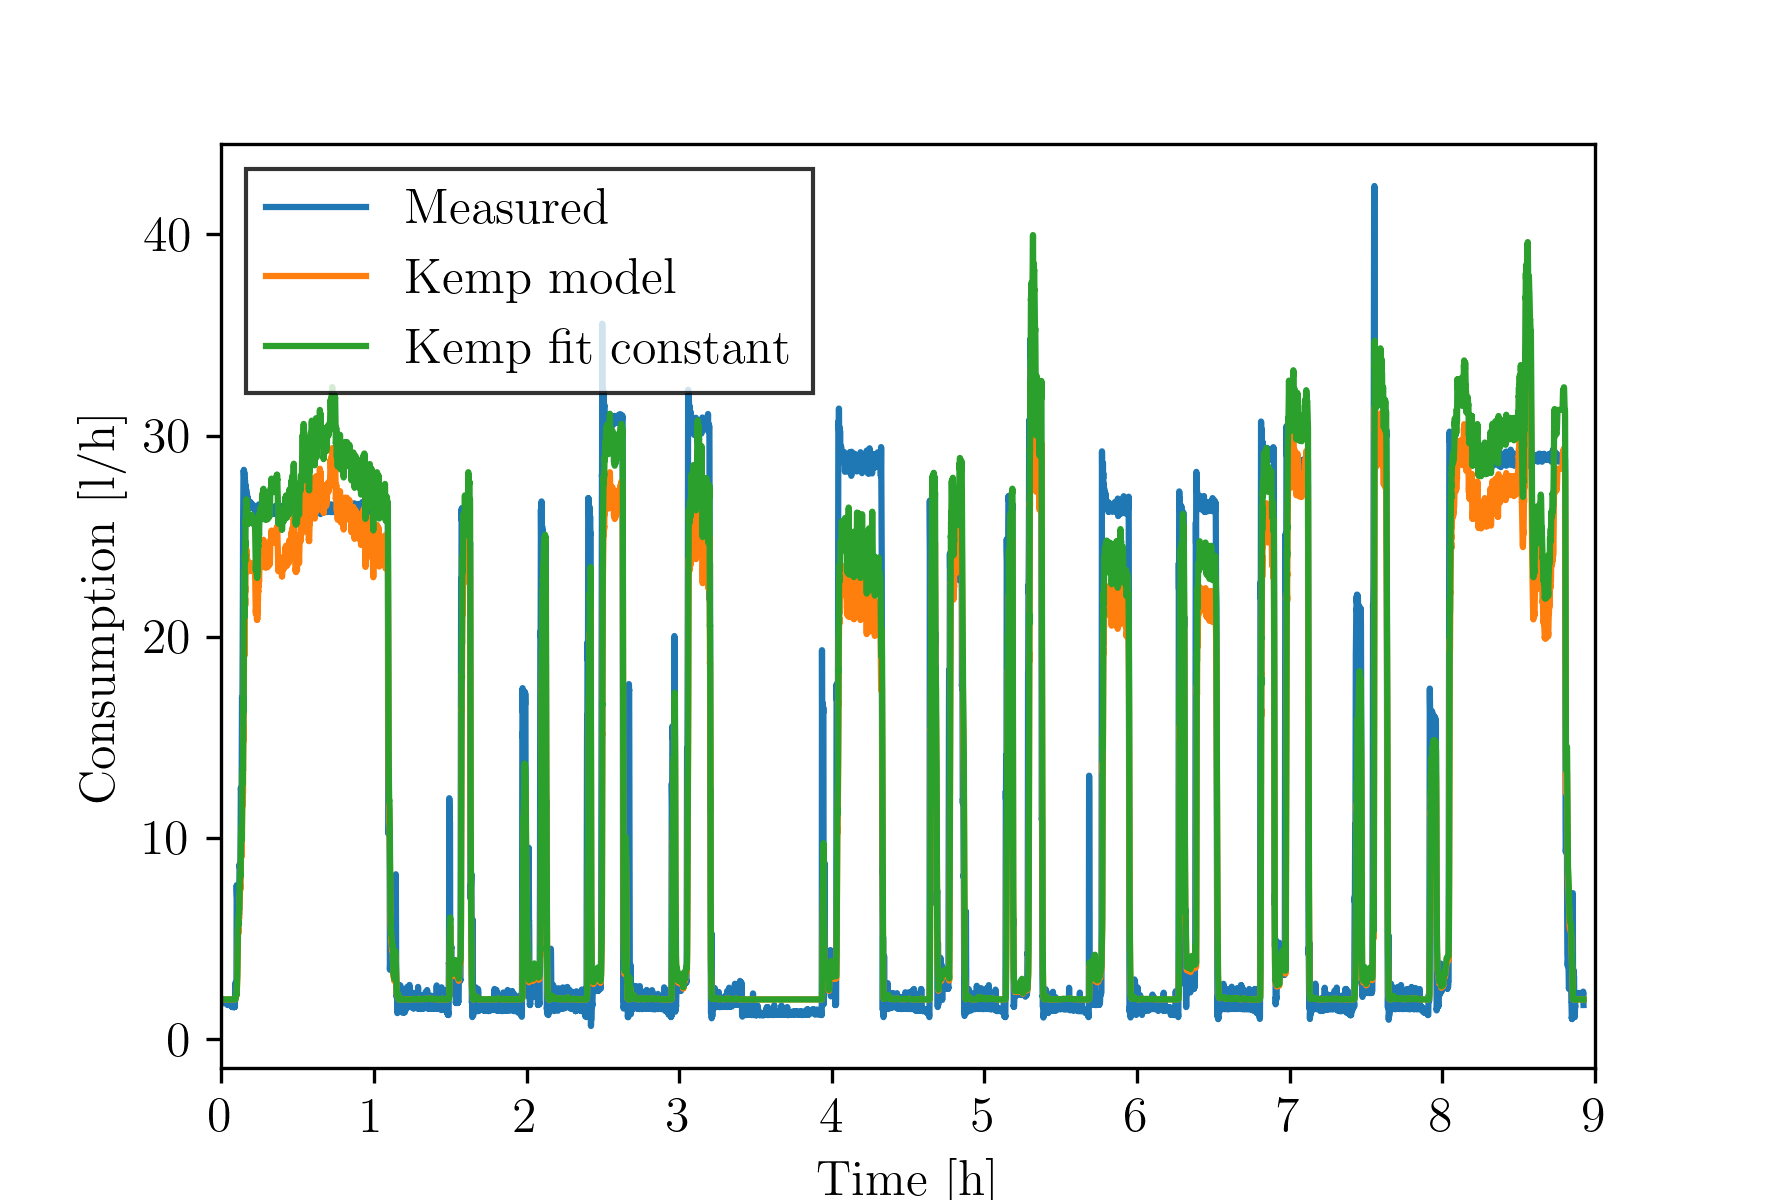 Measured
Kemp model
Kemp fit constant
40
30
20
10
0
Consumption [l/h]
0 1 2 3 4 5 6 7 8 9
Time [h]